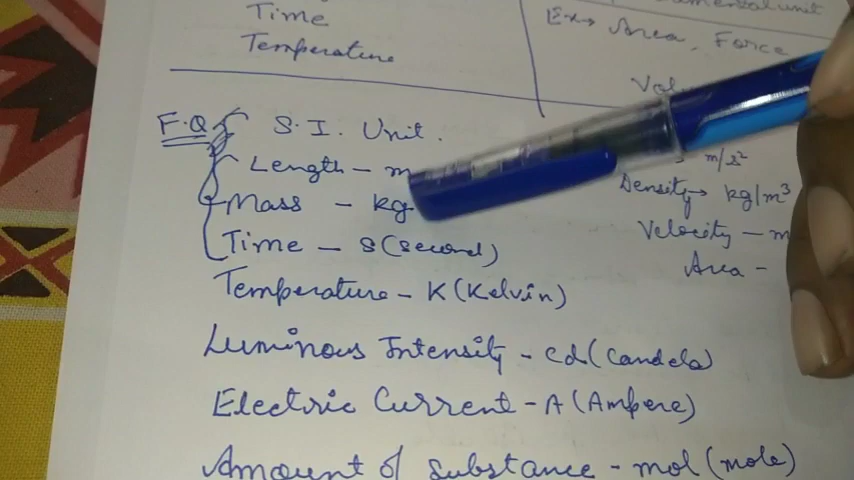 Time
Temperature
Ex→ Area, Force
F.Q S.I. Unit.
Length - m
Mass - kg
Time - S(Second)
Temperature - K(Kelvin)
Luminous Intensity - cd(Candela)
Electric Current - A(Ampere)
Amount of substance - mol(mole)
m/s²
Density→ kg/m³
Velocity - m
Area -